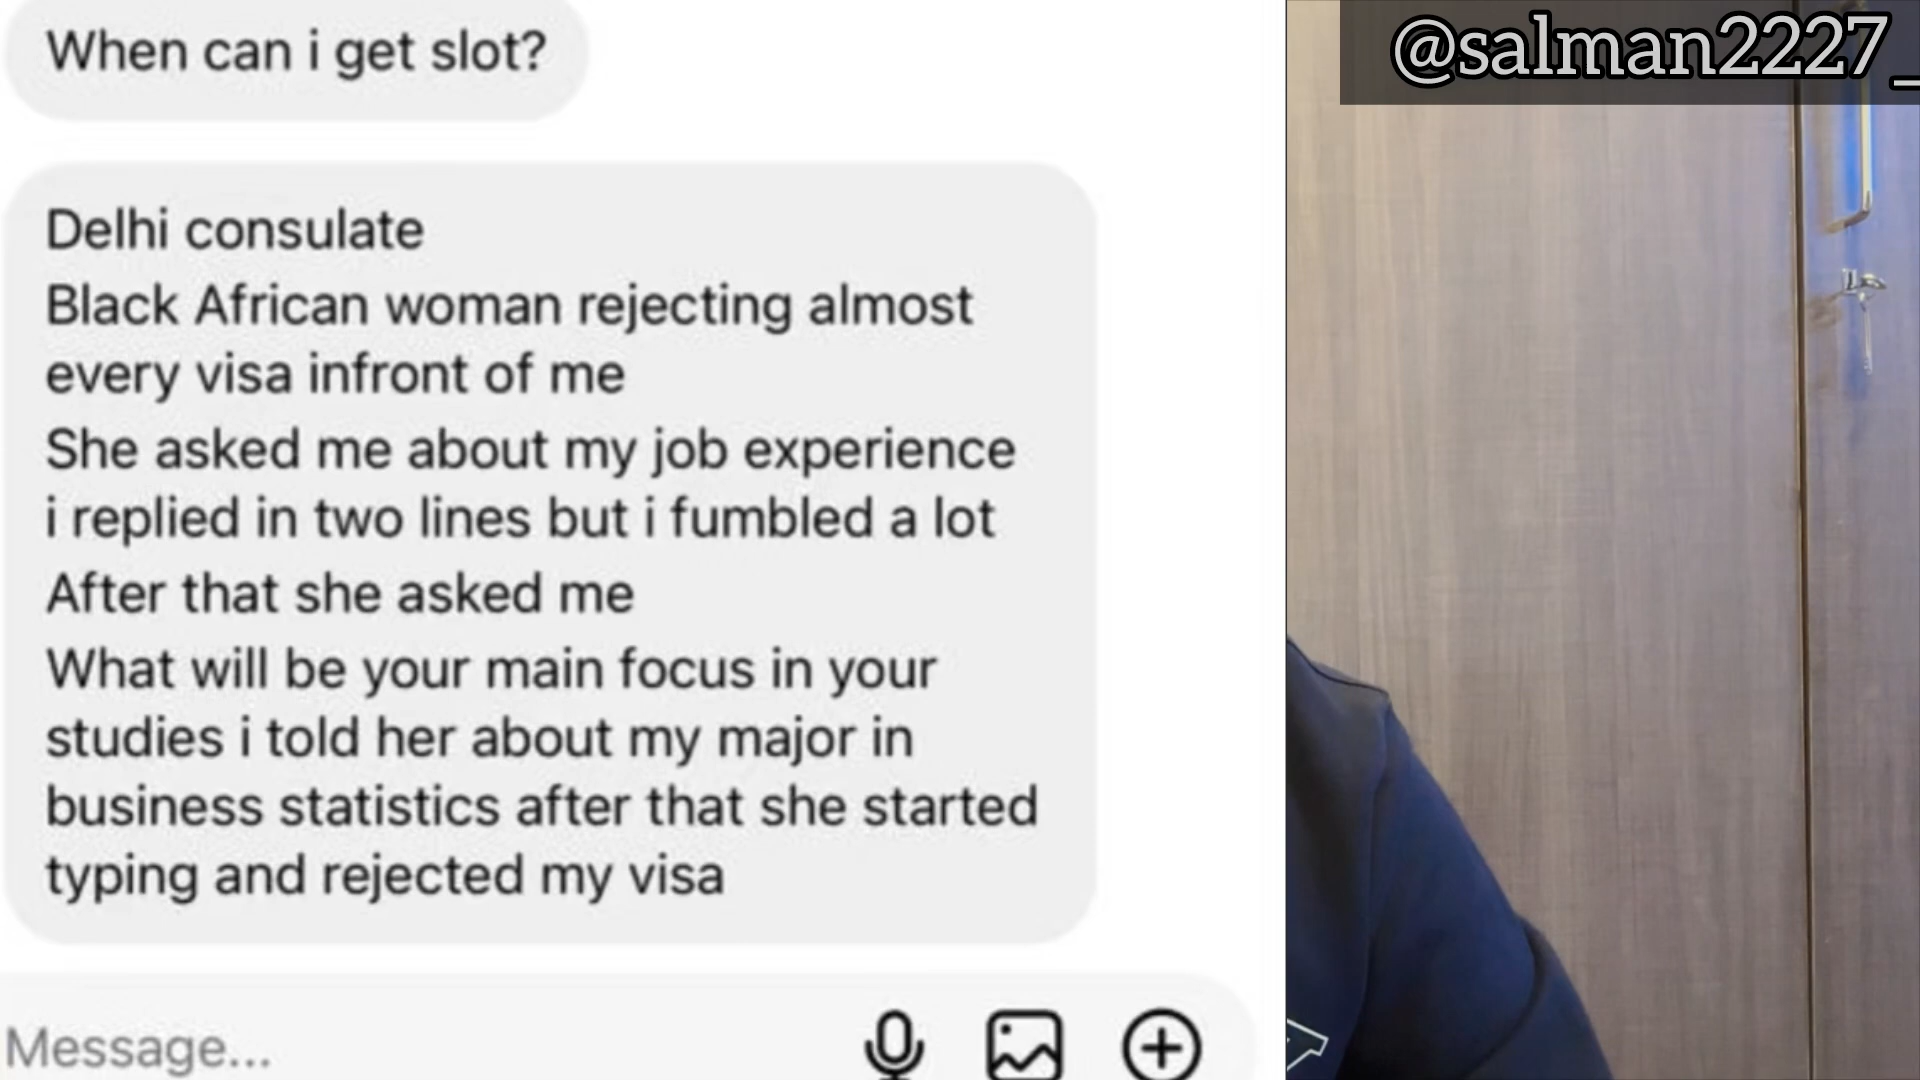 When can i get slot?
@salman2227_
Delhi consulate
Black African woman rejecting almost
every visa infront of me
She asked me about my job experience
i replied in two lines but i fumbled a lot
After that she asked me
What will be your main focus in your
studies i told her about my major in
business statistics after that she started
typing and rejected my visa
Message...